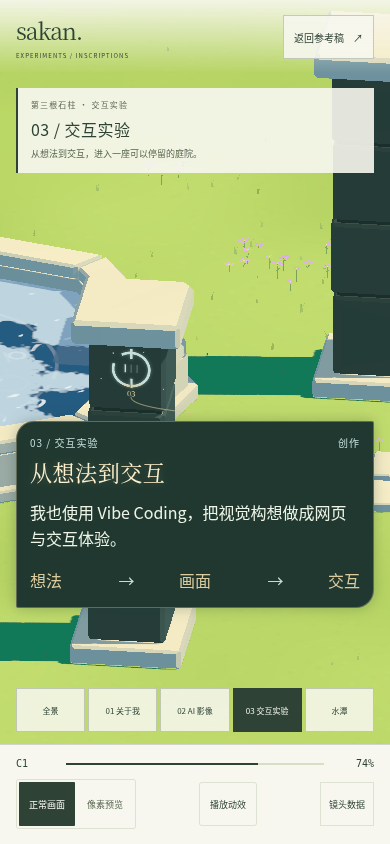 sakan.
返回参考稿 ↗
EXPERIMENTS / INSCRIPTIONS
第三根石柱 · 交互实验
03 / 交互实验
从想法到交互，进入一座可以停留的庭院。
03
03 / 交互实验
创作
从想法到交互
我也使用 Vibe Coding，把视觉构想做成网页
与交互体验。
想法 → 画面 → 交互
全景
01 关于我
02 AI 影像
03 交互实验
水潭
C1
74%
正常画面
像素预览
播放动效
镜头数据